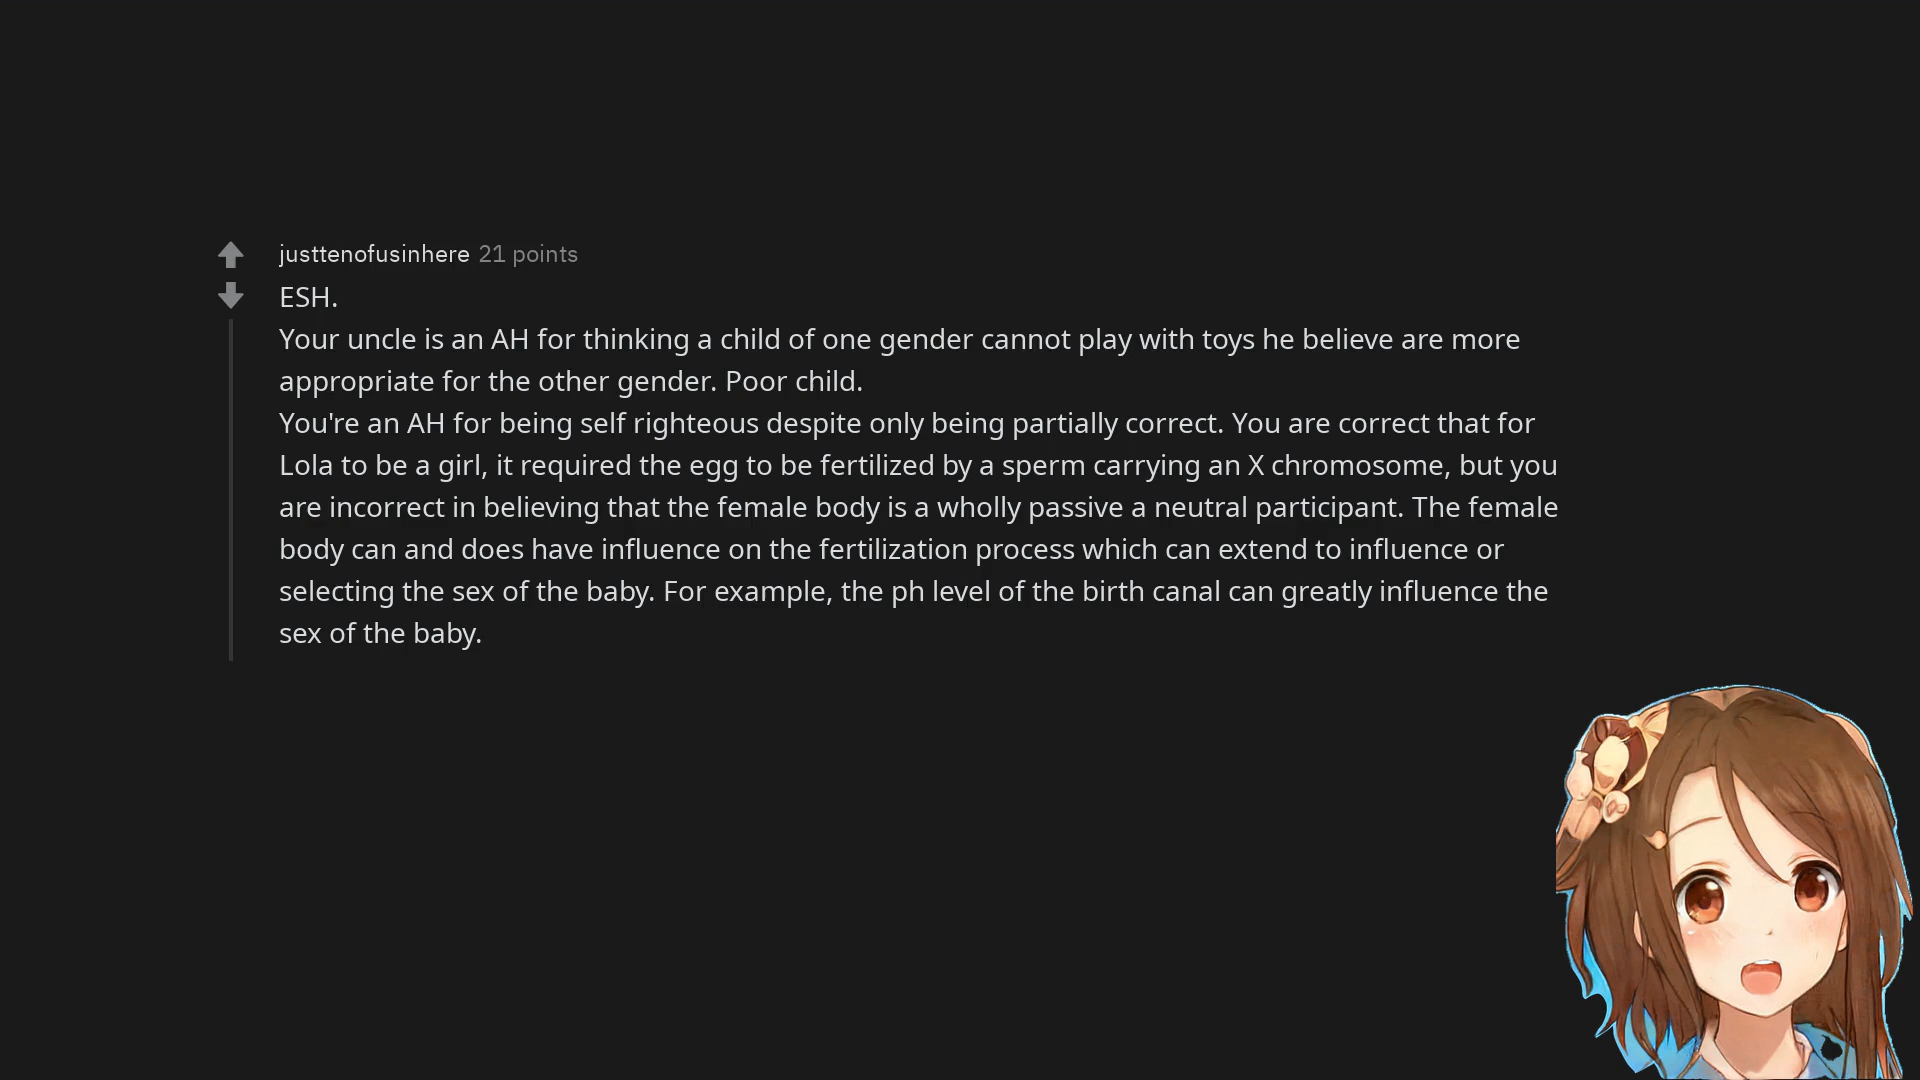 justtenofusinhere 21 points
ESH.
Your uncle is an AH for thinking a child of one gender cannot play with toys he believe are more
appropriate for the other gender. Poor child.
You're an AH for being self righteous despite only being partially correct. You are correct that for
Lola to be a girl, it required the egg to be fertilized by a sperm carrying an X chromosome, but you
are incorrect in believing that the female body is a wholly passive a neutral participant. The female
body can and does have influence on the fertilization process which can extend to influence or
selecting the sex of the baby. For example, the ph level of the birth canal can greatly influence the
sex of the baby.